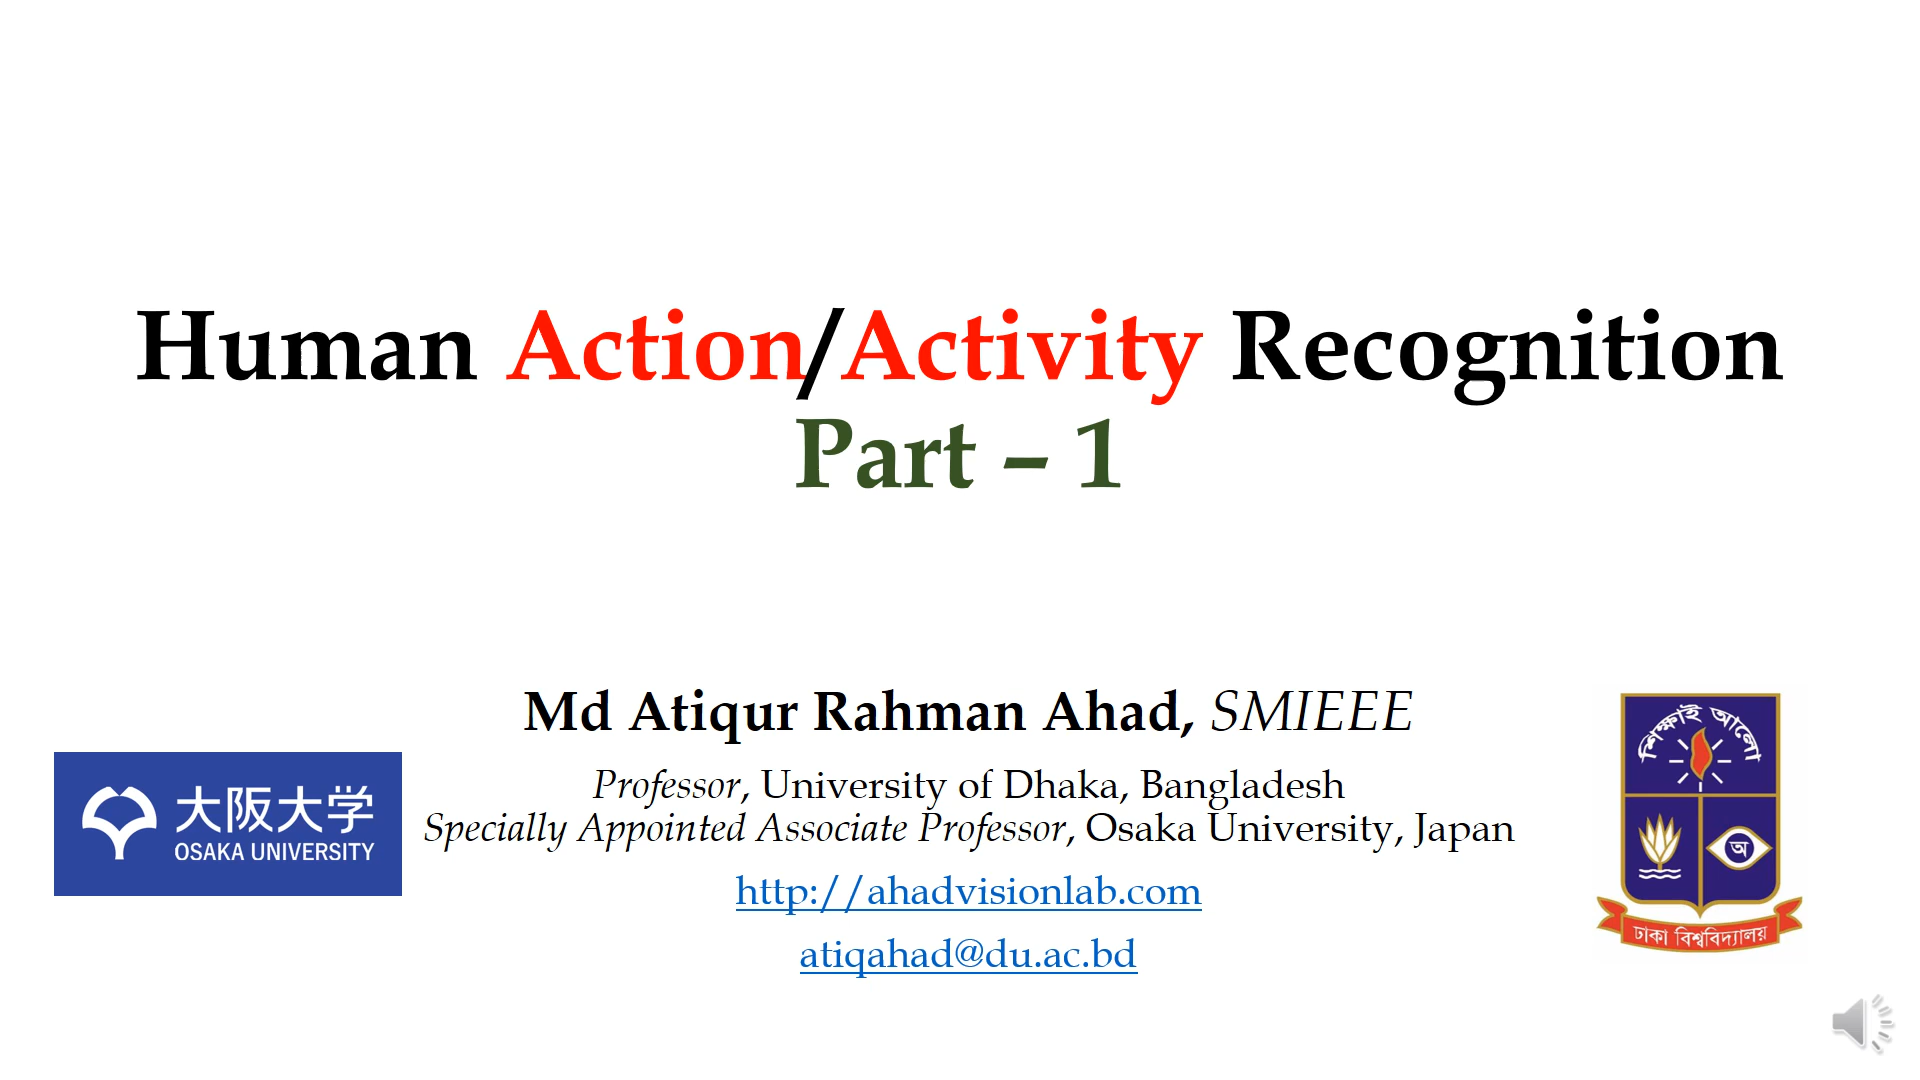 Human Action/Activity Recognition
Part – 1
Md Atiqur Rahman Ahad, SMIEEE
Professor, University of Dhaka, Bangladesh
Specially Appointed Associate Professor, Osaka University, Japan
http://ahadvisionlab.com
atiqahad@du.ac.bd
大阪大学
OSAKA UNIVERSITY
শিক্ষাই আলো
অ
ঢাকা বিশ্ববিদ্যালয়